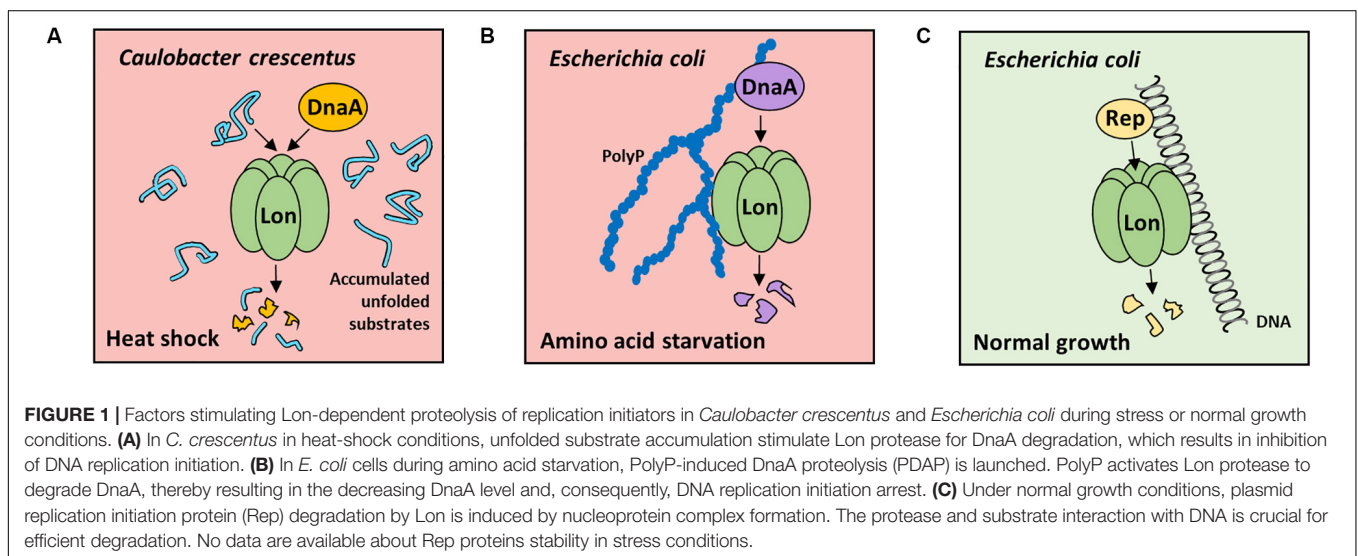 A
Caulobacter crescentus
DnaA
Lon
Accumulated
unfolded
substrates
Heat shock
B
Escherichia coli
DnaA
PolyP
Lon
Amino acid starvation
C
Escherichia coli
Rep
Lon
DNA
Normal growth
FIGURE 1 | Factors stimulating Lon-dependent proteolysis of replication initiators in Caulobacter crescentus and Escherichia coli during stress or normal growth
conditions. (A) In C. crescentus in heat-shock conditions, unfolded substrate accumulation stimulate Lon protease for DnaA degradation, which results in inhibition
of DNA replication initiation. (B) In E. coli cells during amino acid starvation, PolyP-induced DnaA proteolysis (PDAP) is launched. PolyP activates Lon protease to
degrade DnaA, thereby resulting in the decreasing DnaA level and, consequently, DNA replication initiation arrest. (C) Under normal growth conditions, plasmid
replication initiation protein (Rep) degradation by Lon is induced by nucleoprotein complex formation. The protease and substrate interaction with DNA is crucial for
efficient degradation. No data are available about Rep proteins stability in stress conditions.